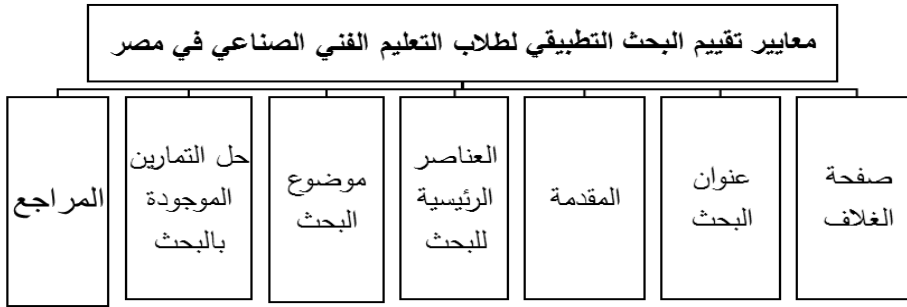 معايير تقييم البحث التطبيقي لطلاب التعليم الفني الصناعي في مصر
صفحة
الغلاف
عنوان
البحث
المقدمة
العناصر
الرئيسية
للبحث
موضوع
البحث
حل التمارين
الموجودة
بالبحث
المراجع